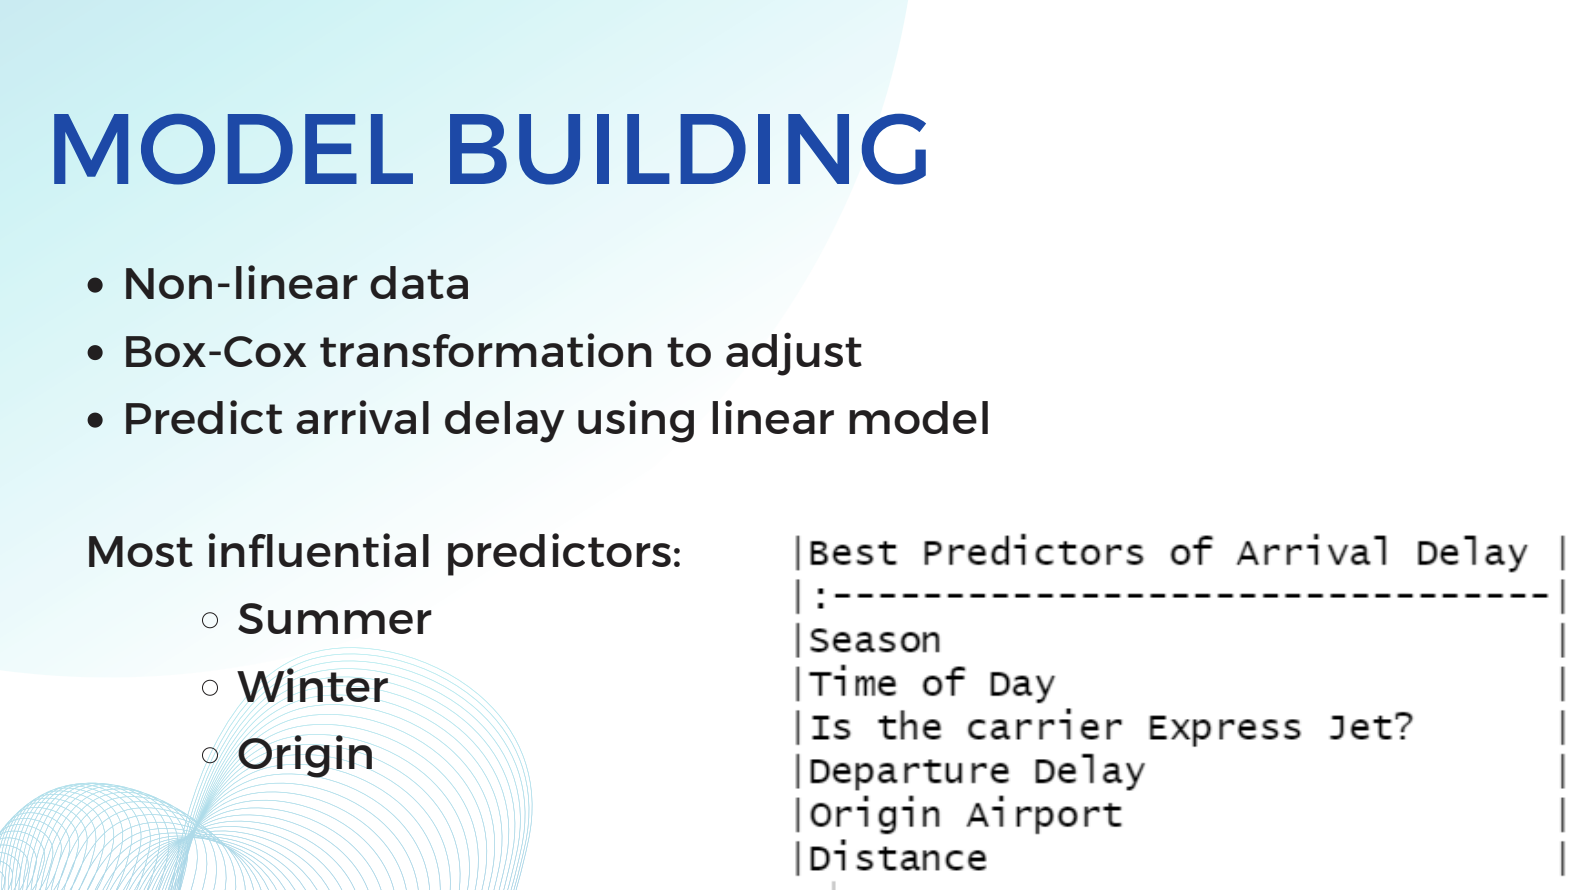 MODEL BUILDING
• Non-linear data
• Box-Cox transformation to adjust
• Predict arrival delay using linear model
Most influential predictors:
○ Summer
○ Winter
○ Origin
|Best Predictors of Arrival Delay |
|:--------------------------------|
|Season |
|Time of Day |
|Is the carrier Express Jet? |
|Departure Delay |
|Origin Airport |
|Distance |